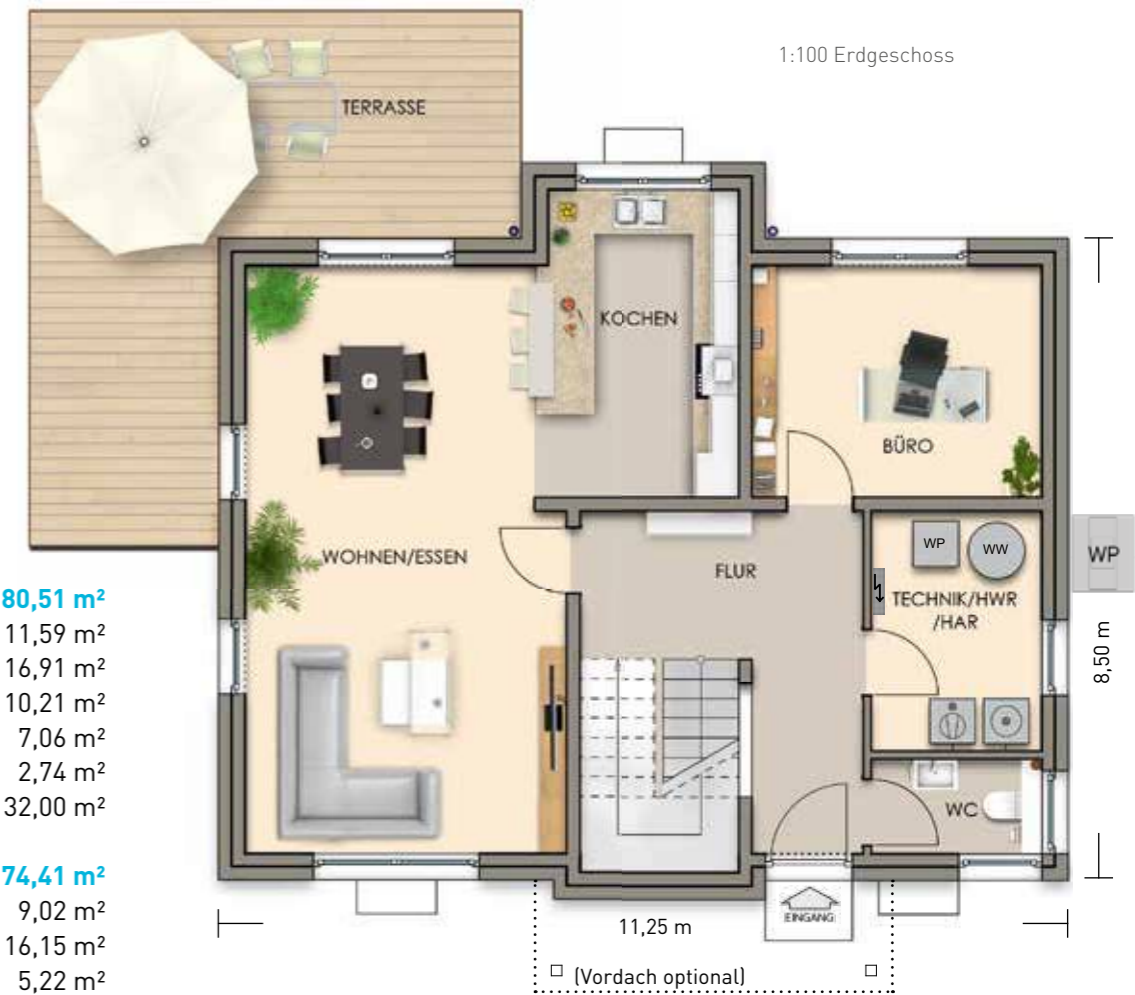 1:100 Erdgeschoss
TERRASSE
KOCHEN
BÜRO
WOHNEN/ESSEN
FLUR
WP
WW
WP
TECHNIK/HWR
/HAR
8,50 m
WC
EINGANG
11,25 m
(Vordach optional)
80,51 m²
11,59 m²
16,91 m²
10,21 m²
7,06 m²
2,74 m²
32,00 m²
74,41 m²
9,02 m²
16,15 m²
5,22 m²